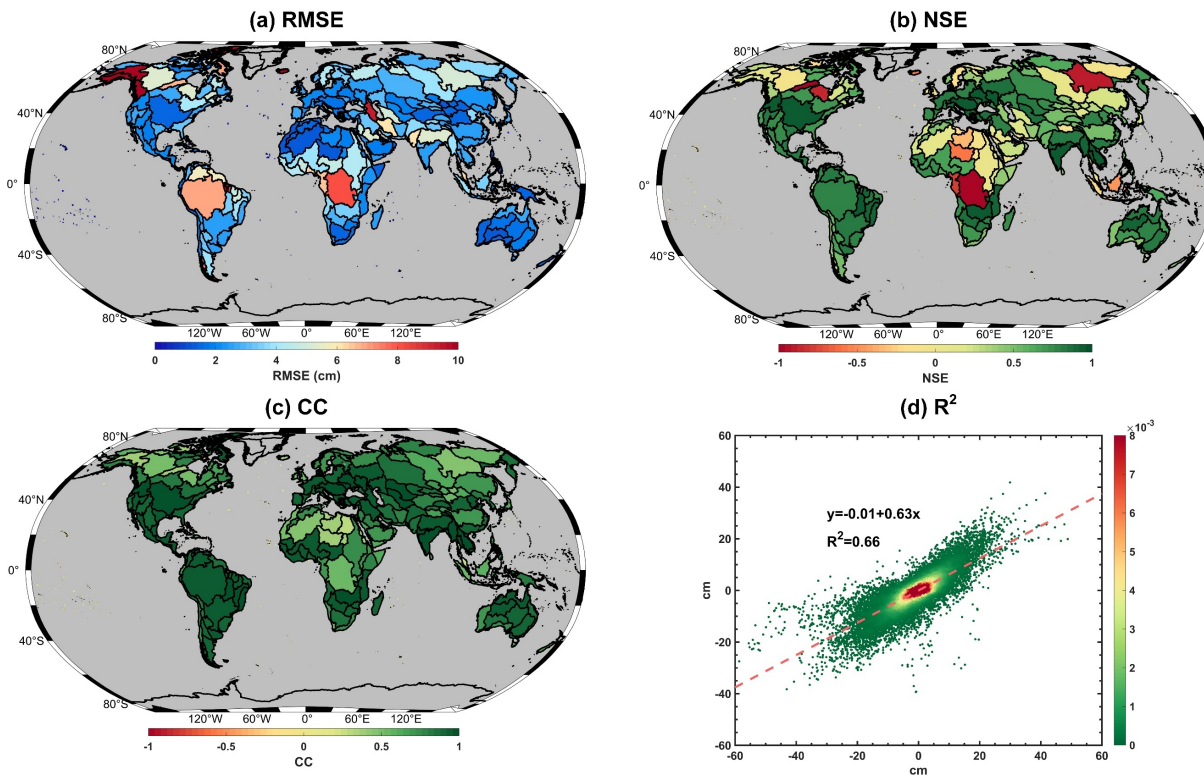 (a) RMSE
80°N
40°N
0°
40°S
80°S
120°W 60°W 0° 60°E 120°E
0 2 4 6 8 10
RMSE (cm)
(b) NSE
80°N
40°N
0°
40°S
80°S
120°W 60°W 0° 60°E 120°E
-1 -0.5 0 0.5 1
NSE
(c) CC
80°N
40°N
0°
40°S
80°S
120°W 60°W 0° 60°E 120°E
-1 -0.5 0 0.5 1
CC
(d) R²
60
40
20
0
-20
-40
-60
cm
y=-0.01+0.63x
R²=0.66
-60 -40 -20 0 20 40 60
cm
×10⁻³
8
7
6
5
4
3
2
1
0